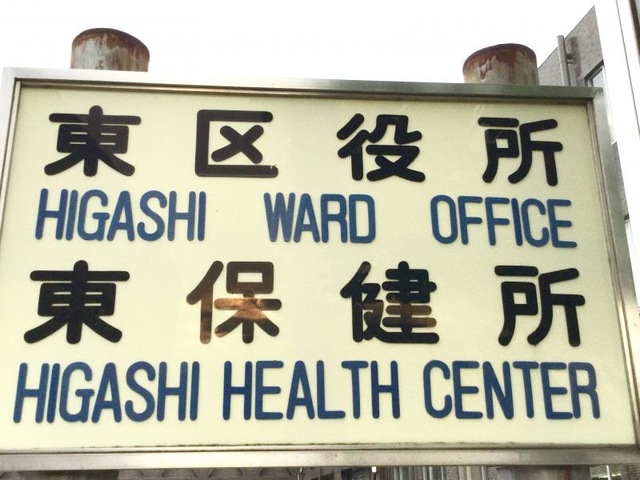 東区役所
HIGASHI WARD OFFICE
東保健所
HIGASHI HEALTH CENTER